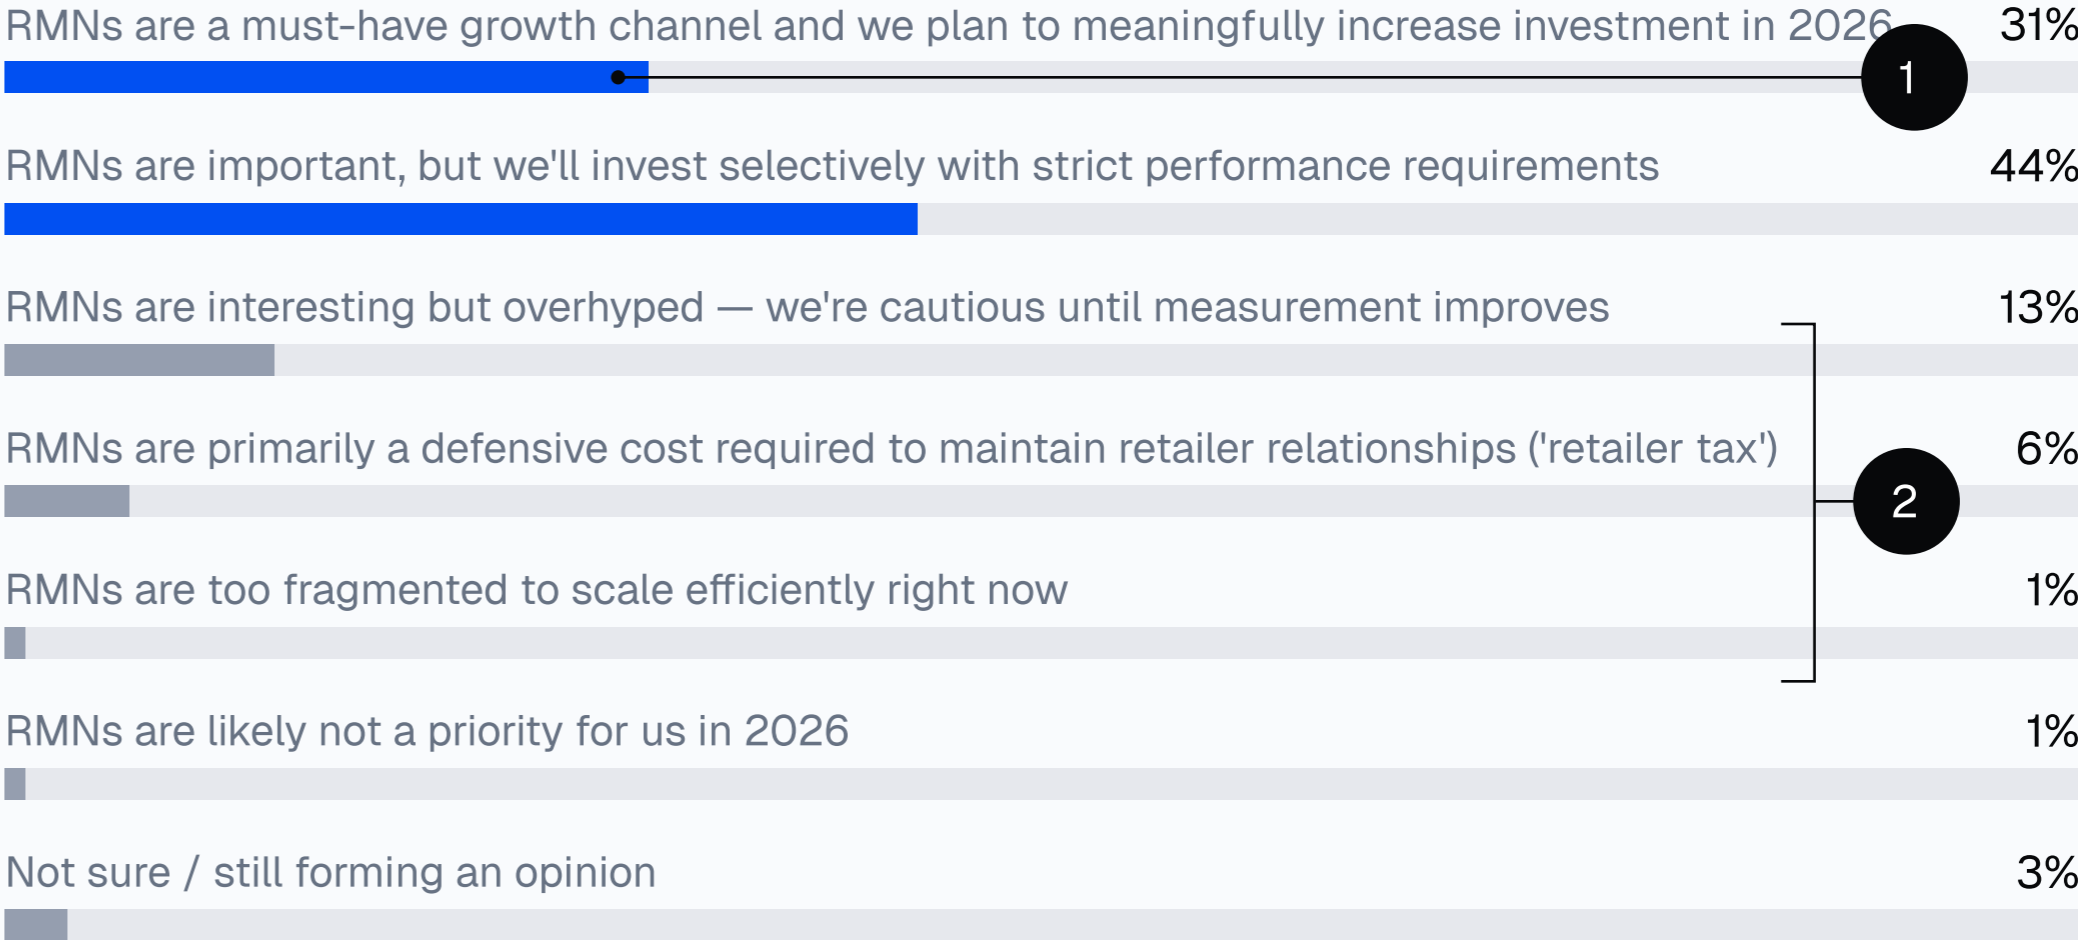 RMNs are a must-have growth channel and we plan to meaningfully increase investment in 2026 31%
1
RMNs are important, but we'll invest selectively with strict performance requirements 44%
RMNs are interesting but overhyped — we're cautious until measurement improves 13%
RMNs are primarily a defensive cost required to maintain retailer relationships ('retailer tax') 6%
2
RMNs are too fragmented to scale efficiently right now 1%
RMNs are likely not a priority for us in 2026 1%
Not sure / still forming an opinion 3%